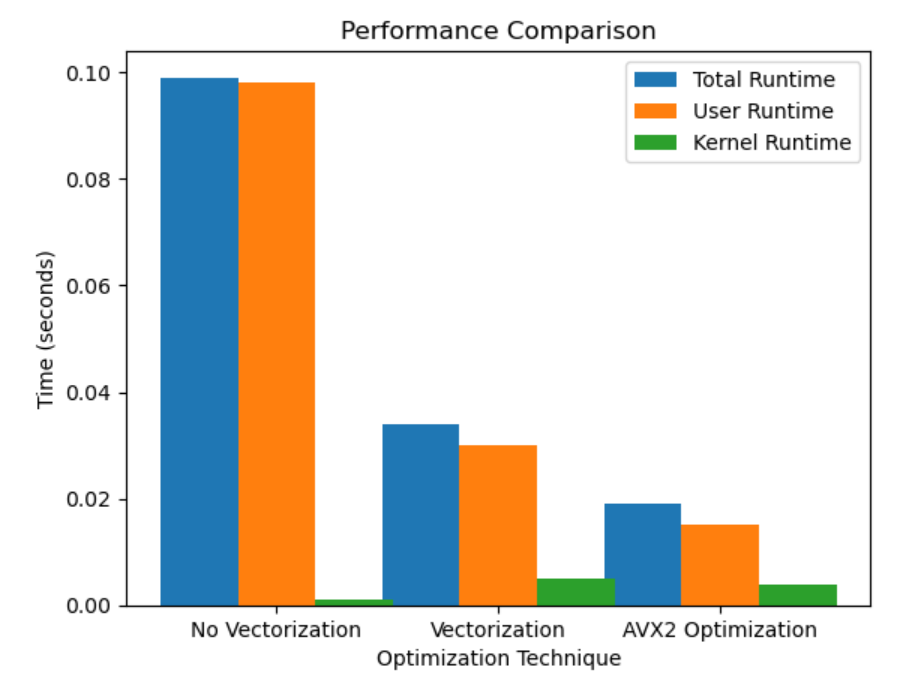 Performance Comparison
Total Runtime
User Runtime
Kernel Runtime
Time (seconds)
0.10
0.08
0.06
0.04
0.02
0.00
No Vectorization
Vectorization
AVX2 Optimization
Optimization Technique